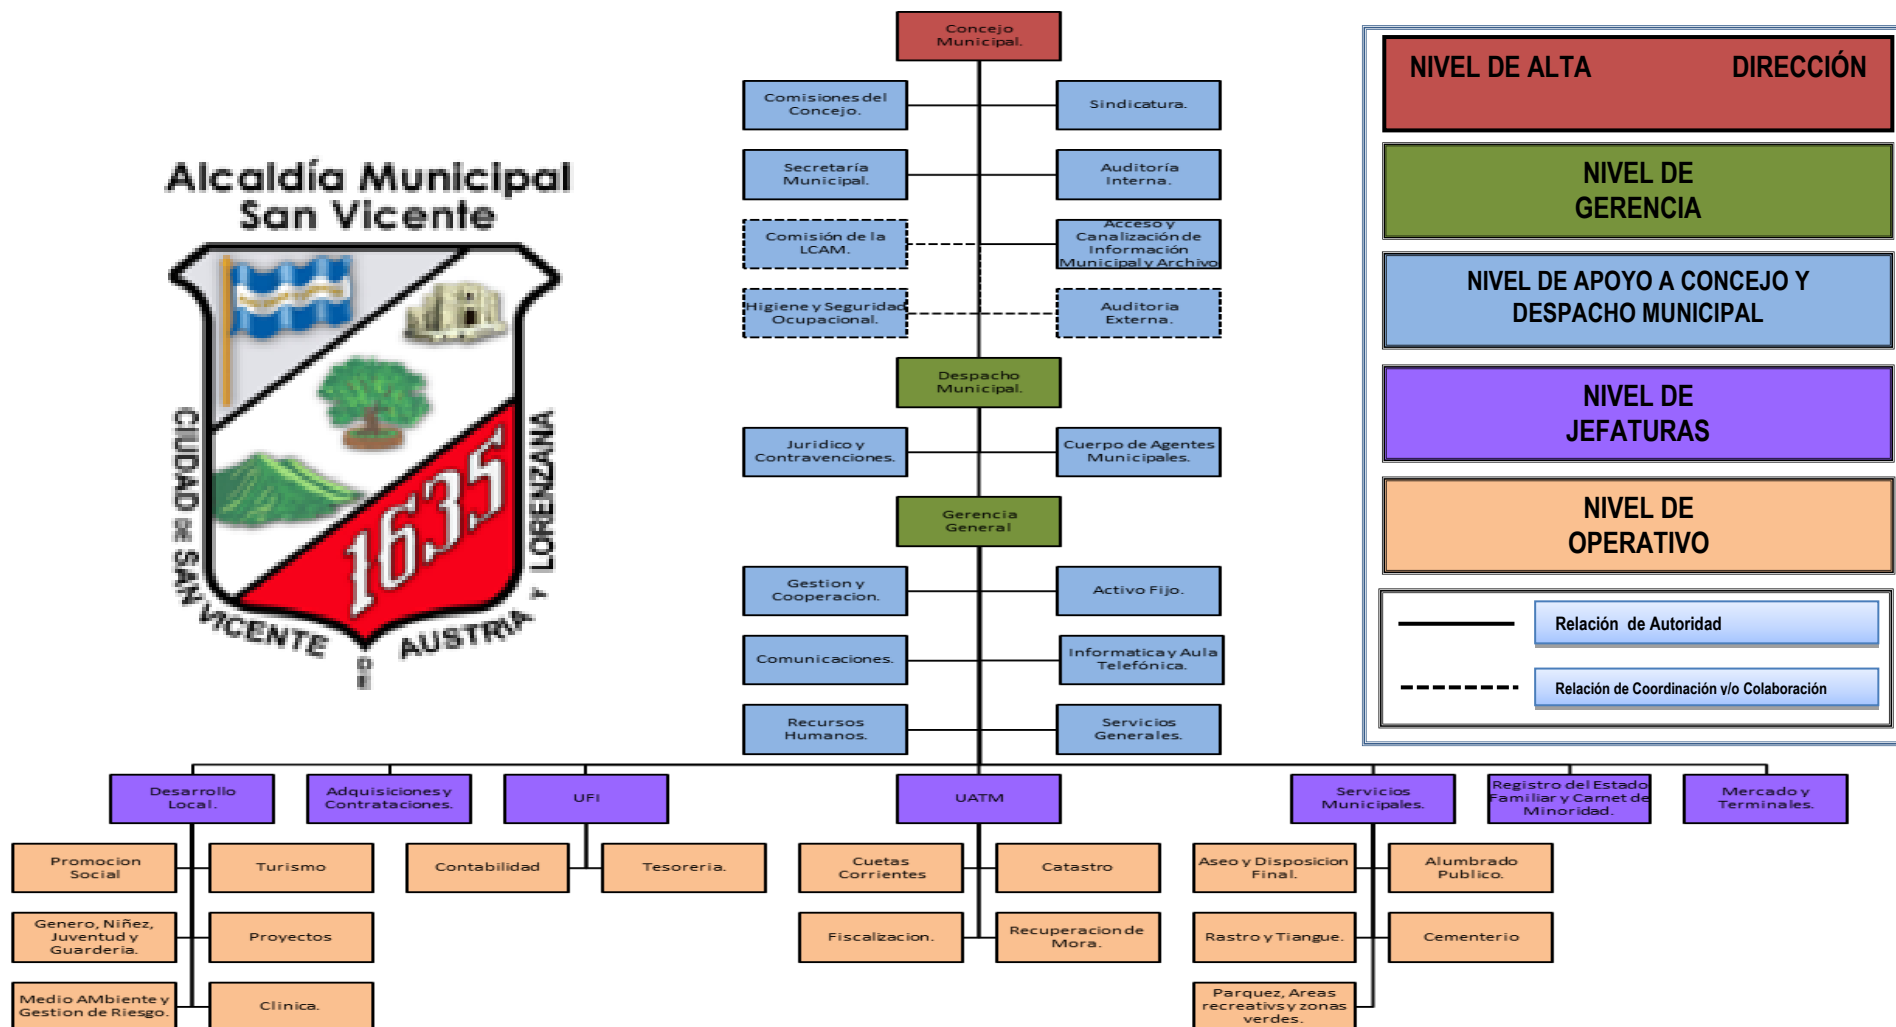 Concejo
Municipal.
Comisiones del
Concejo.
Sindicatura.
Secretaría
Municipal.
Auditoría
Interna.
Comisión de la
LCAM.
Acceso y
Canalización de
Información
Municipal y Archivo
Higiene y Seguridad
Ocupacional.
Auditoria
Externa.
Despacho
Municipal.
Juridico y
Contravenciones.
Cuerpo de Agentes
Municipales.
Gerencia
General
Gestion y
Cooperacion.
Activo Fijo.
Comunicaciones.
Informatica y Aula
Telefónica.
Recursos
Humanos.
Servicios
Generales.
Desarrollo
Local.
Adquisiciones y
Contrataciones.
UFI
UATM
Servicios
Municipales.
Registro del Estado
Familiar y Carnet de
Minoridad.
Mercado y
Terminales.
Promocion
Social
Turismo
Genero, Niñez,
Juventud y
Guarderia.
Proyectos
Medio AMbiente y
Gestion de Riesgo.
Clinica.
Contabilidad
Tesoreria.
Cuetas
Corrientes
Catastro
Fiscalizacion.
Recuperacion de
Mora.
Aseo y Disposicion
Final.
Alumbrado
Publico.
Rastro y Tiangue.
Cementerio
Parquez, Areas
recreativs y zonas
verdes.
Alcaldía Municipal
San Vicente
CIUDAD DE SAN VICENTE DE AUSTRIA Y LORENZANA
1635
NIVEL DE ALTA DIRECCIÓN
NIVEL DE
GERENCIA
NIVEL DE APOYO A CONCEJO Y
DESPACHO MUNICIPAL
NIVEL DE
JEFATURAS
NIVEL DE
OPERATIVO
Relación de Autoridad
Relación de Coordinación y/o Colaboración